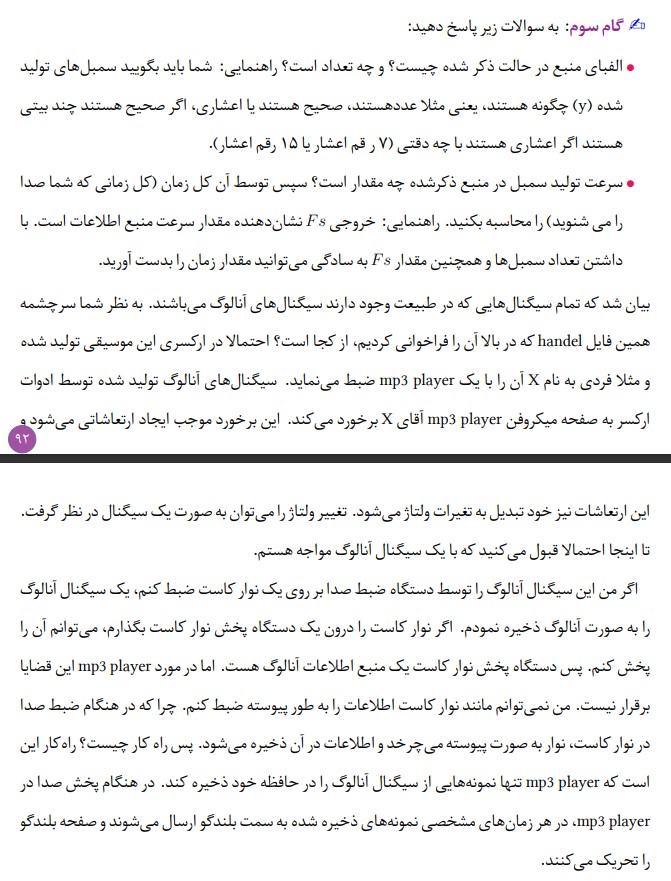 ✍ گام سوم: به سوالات زیر پاسخ دهید:
• الفبای منبع در حالت ذکر شده چیست؟ و چه تعداد است؟ راهنمایی: شما باید بگویید سمبل‌های تولید
شده (y) چگونه هستند، یعنی مثلا عددهستند، صحیح هستند یا اعشاری، اگر صحیح هستند چند بیتی
هستند اگر اعشاری هستند با چه دقتی (۷ ر قم اعشار یا ۱۵ رقم اعشار).
• سرعت تولید سمبل در منبع ذکرشده چه مقدار است؟ سپس توسط آن کل زمان (کل زمانی که شما صدا
را می شنوید) را محاسبه بکنید. راهنمایی: خروجی Fs نشان‌دهنده مقدار سرعت منبع اطلاعات است. با
داشتن تعداد سمبل‌ها و همچنین مقدار Fs به سادگی می‌توانید مقدار زمان را بدست آورید.
بیان شد که تمام سیگنال‌هایی که در طبیعت وجود دارند سیگنال‌های آنالوگ می‌باشند. به نظر شما سرچشمه
همین فایل handel که در بالا آن را فراخوانی کردیم، از کجا است؟ احتمالا در ارکسری این موسیقی تولید شده
و مثلا فردی به نام X آن را با یک mp3 player ضبط می‌نماید. سیگنال‌های آنالوگ تولید شده توسط ادوات
ارکسر به صفحه میکروفن mp3 player آقای X برخورد می‌کند. این برخورد موجب ایجاد ارتعاشاتی می‌شود و
۹۲
این ارتعاشات نیز خود تبدیل به تغیرات ولتاژ می‌شود. تغییر ولتاژ را می‌توان به صورت یک سیگنال در نظر گرفت.
تا اینجا احتمالا قبول می‌کنید که با یک سیگنال آنالوگ مواجه هستم.
اگر من این سیگنال آنالوگ را توسط دستگاه ضبط صدا بر روی یک نوار کاست ضبط کنم، یک سیگنال آنالوگ
را به صورت آنالوگ ذخیره نمودم. اگر نوار کاست را درون یک دستگاه پخش نوار کاست بگذارم، می‌توانم آن را
پخش کنم. پس دستگاه پخش نوار کاست یک منبع اطلاعات آنالوگ هست. اما در مورد mp3 player این قضایا
برقرار نیست. من نمی‌توانم مانند نوار کاست اطلاعات را به طور پیوسته ضبط کنم. چرا که در هنگام ضبط صدا
در نوار کاست، نوار به صورت پیوسته می‌چرخد و اطلاعات در آن ذخیره می‌شود. پس راه کار چیست؟ راه‌کار این
است که mp3 player تنها نمونه‌هایی از سیگنال آنالوگ را در حافظه خود ذخیره کند. در هنگام پخش صدا در
mp3 player، در هر زمان‌های مشخصی نمونه‌های ذخیره شده به سمت بلندگو ارسال می‌شوند و صفحه بلندگو
را تحریک می‌کنند.